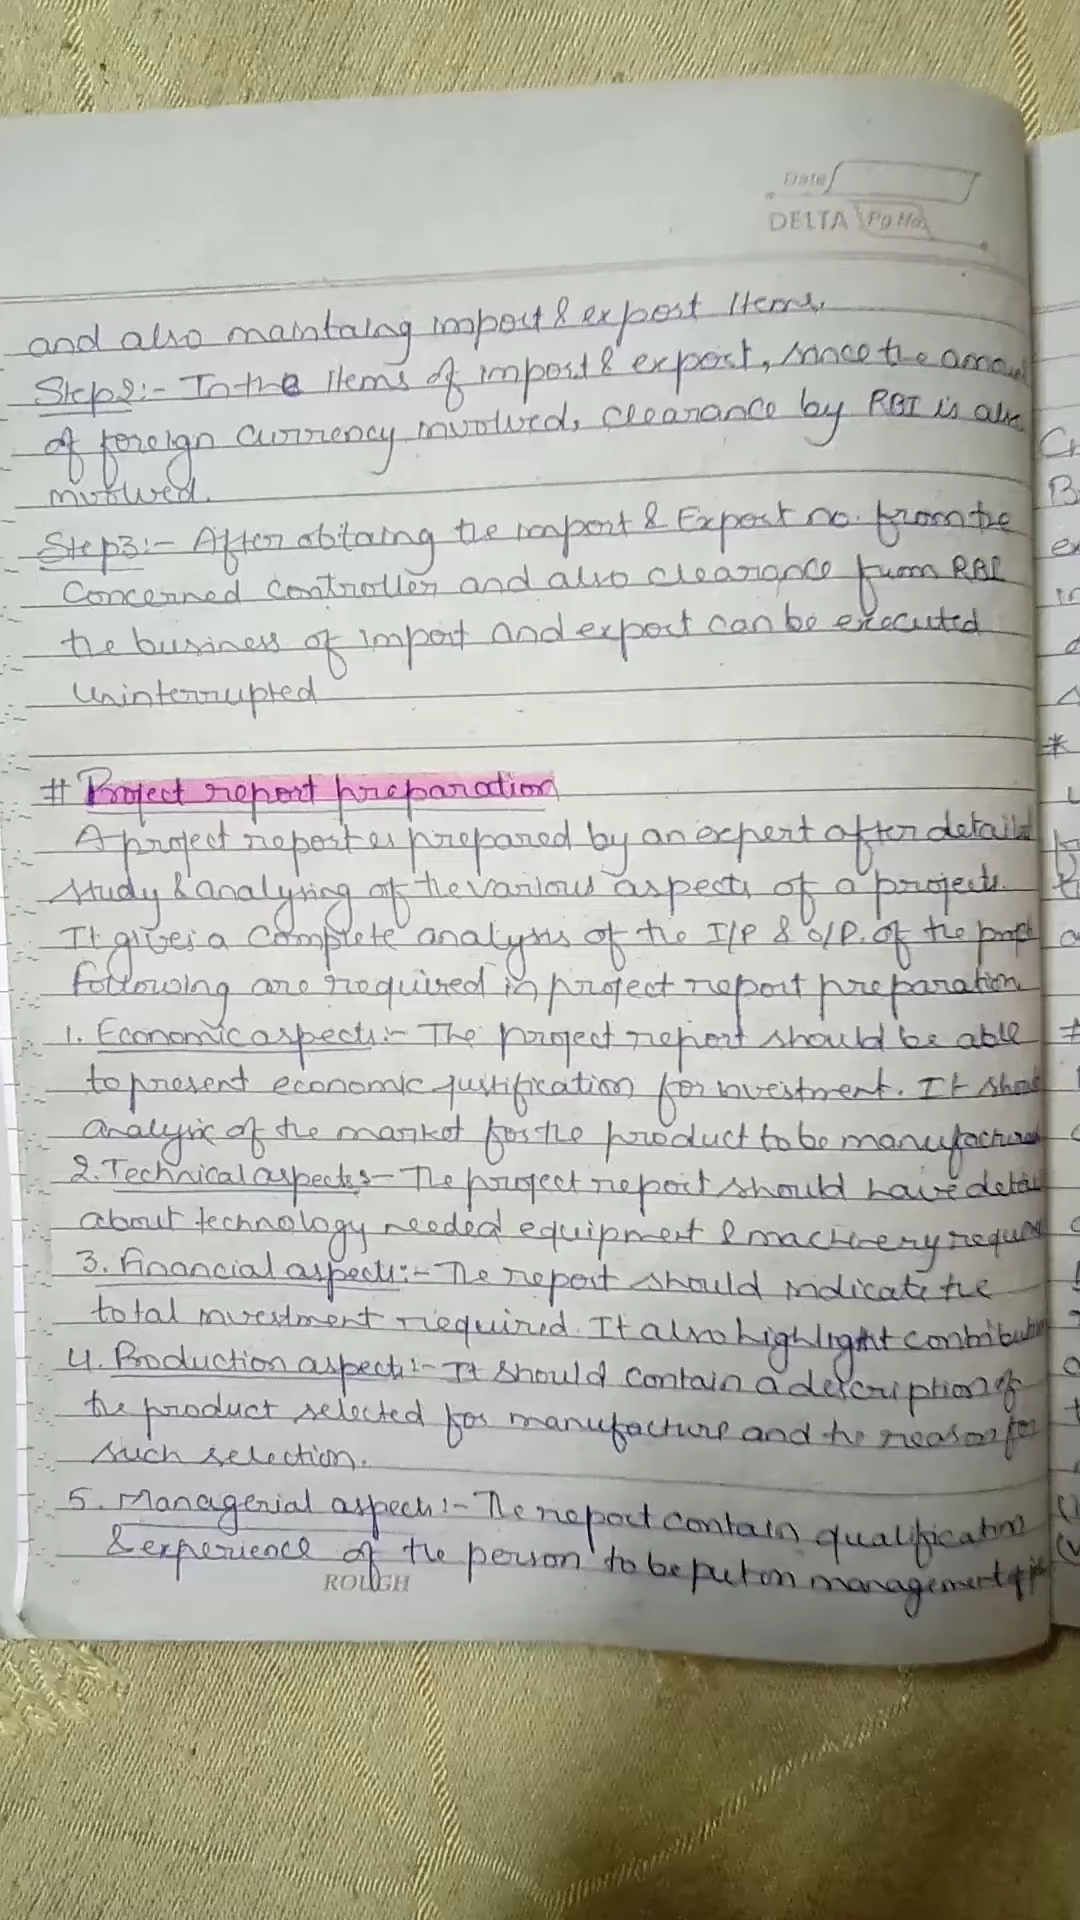 Date
DELTA Pg No.
and also maintaing import & export Items.
Step2:- In the Items of import & export, since the amou
of foreign currency involved, clearance by RBI is also
involved.
Step3:- After obtaing the import & Export no. from the
Concerned controller and also clearance from RBI
the business of import and export can be executed
Uninterrupted
# Project report preparation
A project report is prepared by an expert after detailed
study & analysing of the various aspects of a projects.
It gives a Complete analysis of the I/P & O/P. of the
following are required in project report preparation
1. Economic aspects:- The project report should be able
to present economic justification for investment. It
analysis of the market for the product to be manufactured
2. Technical aspects:- The project report should have detail
about technology needed equipment & machinery
3. Financial aspects:- The report should indicate the
total investment required. It also highlight
4. Production aspects:- It should contain a description of
the product selected for manufacture and the reason for
such selection.
5. Managerial aspects:- The report contain qualification
& experience of the person to be put on management
ROUGH